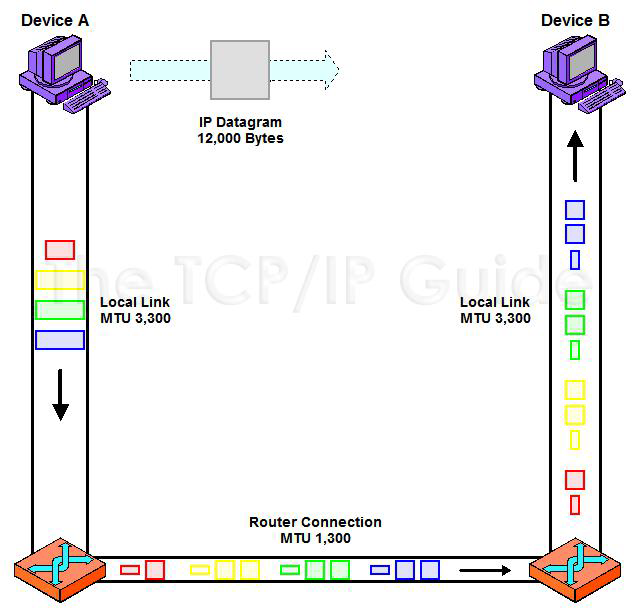 Device A
Device B
IP Datagram
12,000 Bytes
The TCP/IP Guide
Local Link
MTU 3,300
Local Link
MTU 3,300
Router Connection
MTU 1,300